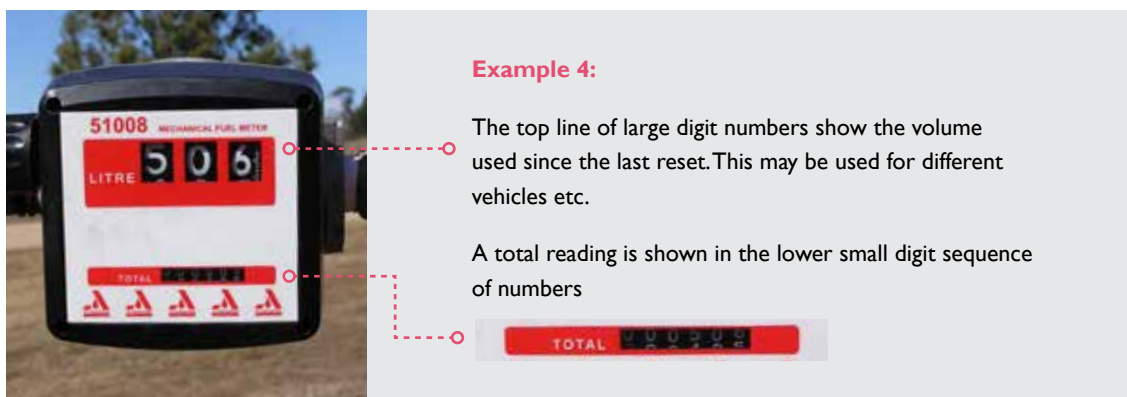 51008 MECHANICAL FUEL METER
LITRE 506
TOTAL
Example 4:
The top line of large digit numbers show the volume
used since the last reset. This may be used for different
vehicles etc.
A total reading is shown in the lower small digit sequence
of numbers
TOTAL